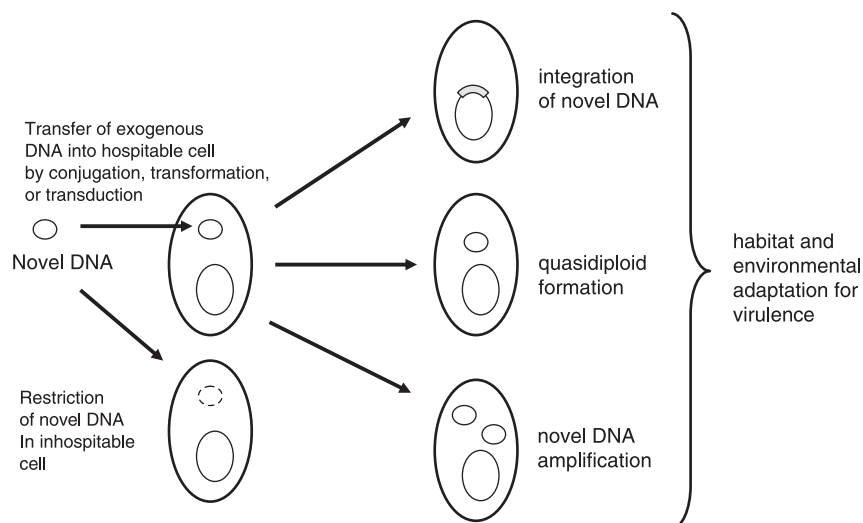 Transfer of exogenous
DNA into hospitable cell
by conjugation, transformation,
or transduction
Novel DNA
Restriction
of novel DNA
In inhospitable
cell
integration
of novel DNA
quasidiploid
formation
novel DNA
amplification
habitat and
environmental
adaptation for
virulence